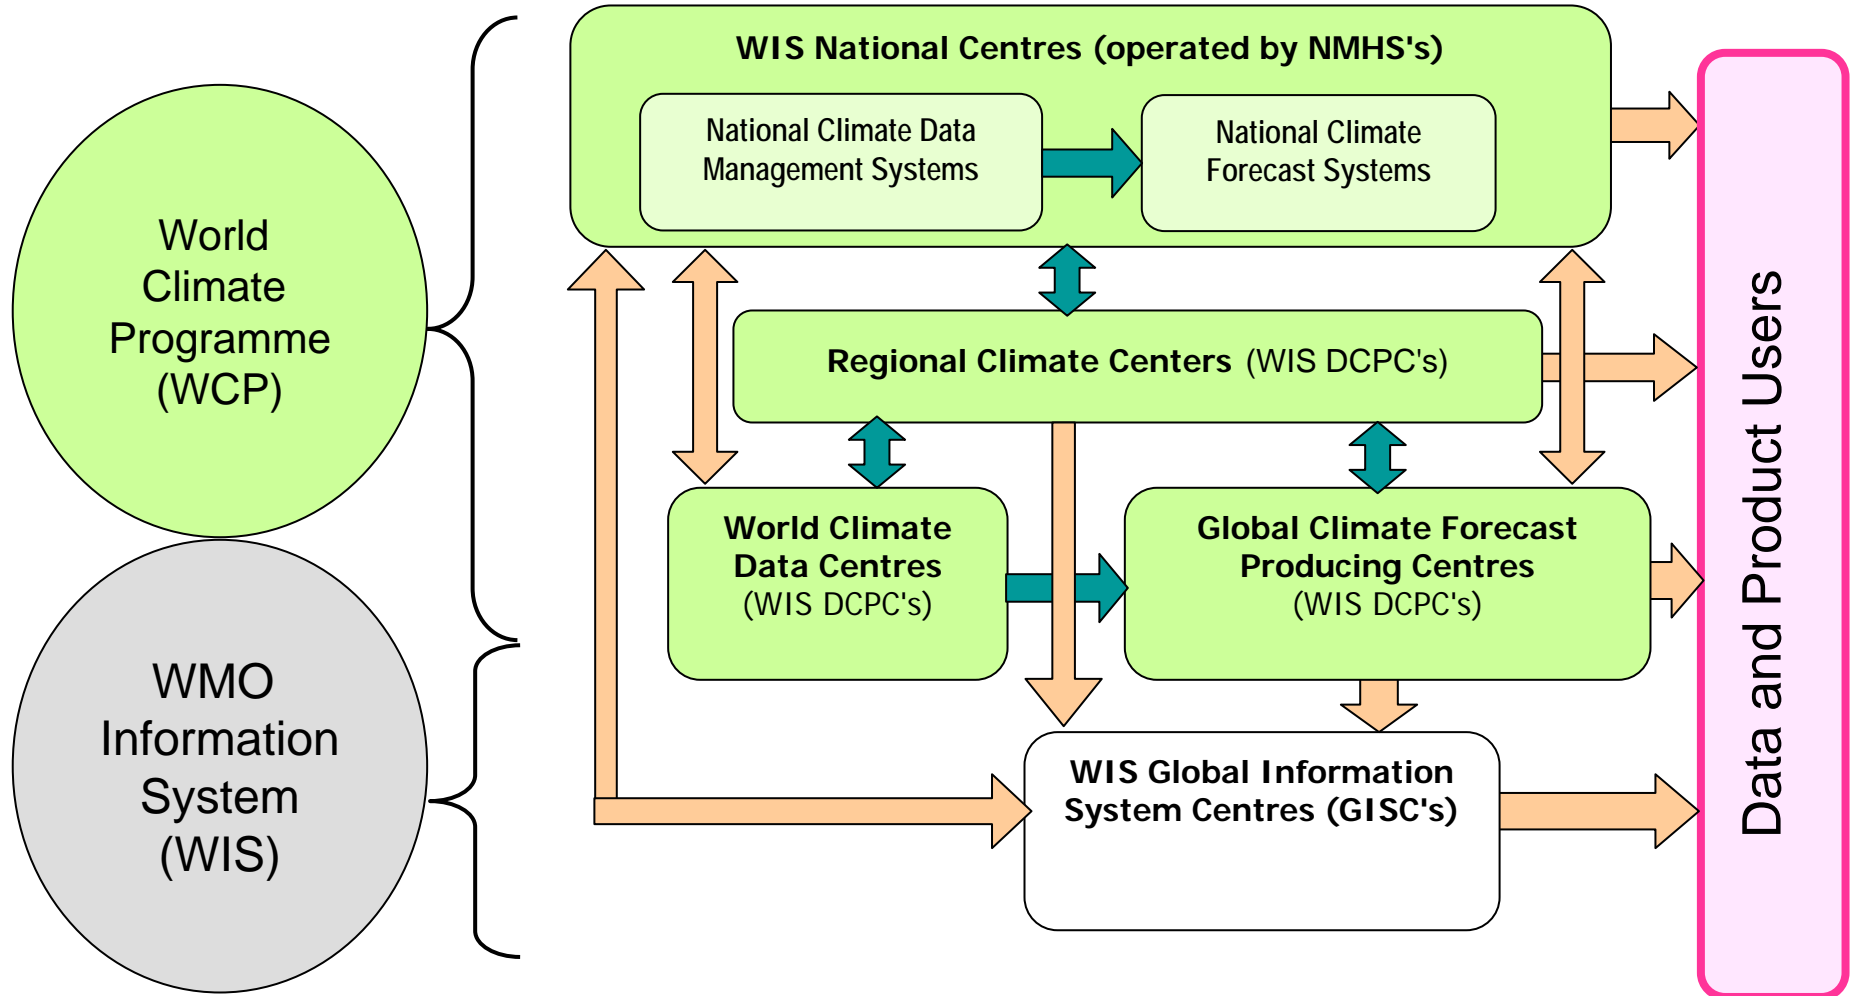 World
Climate
Programme
(WCP)
WMO
Information
System
(WIS)
WIS National Centres (operated by NMHS's)
National Climate Data
Management Systems
National Climate
Forecast Systems
Regional Climate Centers (WIS DCPC's)
World Climate
Data Centres
(WIS DCPC's)
Global Climate Forecast
Producing Centres
(WIS DCPC's)
WIS Global Information
System Centres (GISC's)
Data and Product Users